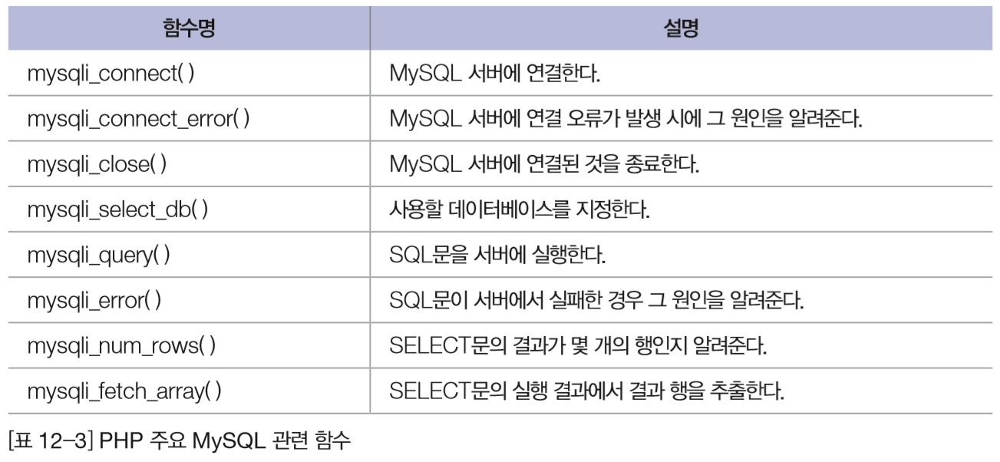 함수명 설명
mysqli_connect( ) MySQL 서버에 연결한다.
mysqli_connect_error( ) MySQL 서버에 연결 오류가 발생 시에 그 원인을 알려준다.
mysqli_close( ) MySQL 서버에 연결된 것을 종료한다.
mysqli_select_db( ) 사용할 데이터베이스를 지정한다.
mysqli_query( ) SQL문을 서버에 실행한다.
mysqli_error( ) SQL문이 서버에서 실패한 경우 그 원인을 알려준다.
mysqli_num_rows( ) SELECT문의 결과가 몇 개의 행인지 알려준다.
mysqli_fetch_array( ) SELECT문의 실행 결과에서 결과 행을 추출한다.
[표 12–3] PHP 주요 MySQL 관련 함수